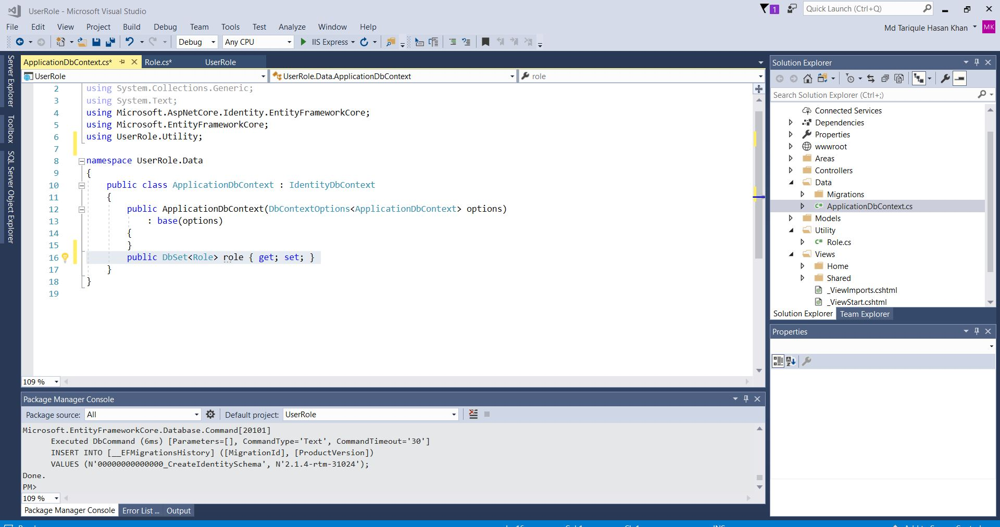 UserRole - Microsoft Visual Studio
1
Quick Launch (Ctrl+Q)
File Edit View Project Build Debug Team Tools Test Analyze Window Help
Md Tariqule Hasan Khan MK
Debug Any CPU IIS Express
Server Explorer
Toolbox
SQL Server Object Explorer
ApplicationDbContext.cs* Role.cs* UserRole
UserRole UserRole.Data.ApplicationDbContext role
2 using System.Collections.Generic;
3 using System.Text;
4 using Microsoft.AspNetCore.Identity.EntityFrameworkCore;
5 using Microsoft.EntityFrameworkCore;
6 using UserRole.Utility;
7
8 namespace UserRole.Data
9 {
10 public class ApplicationDbContext : IdentityDbContext
11 {
12 public ApplicationDbContext(DbContextOptions<ApplicationDbContext> options)
13 : base(options)
14 {
15 }
16 public DbSet<Role> role { get; set; }
17 }
18 }
19
109 %
Package Manager Console
Package source: All Default project: UserRole
Microsoft.EntityFrameworkCore.Database.Command[20101]
Executed DbCommand (6ms) [Parameters=[], CommandType='Text', CommandTimeout='30']
INSERT INTO [__EFMigrationsHistory] ([MigrationId], [ProductVersion])
VALUES (N'00000000000000_CreateIdentitySchema', N'2.1.4-rtm-31024');
Done.
PM>
109 %
Package Manager Console Error List ... Output
Solution Explorer
Search Solution Explorer (Ctrl+;)
Connected Services
Dependencies
Properties
wwwroot
Areas
Controllers
Data
Migrations
C# ApplicationDbContext.cs
Models
Utility
C# Role.cs
Views
Home
Shared
_ViewImports.cshtml
_ViewStart.cshtml
Solution Explorer Team Explorer
Properties